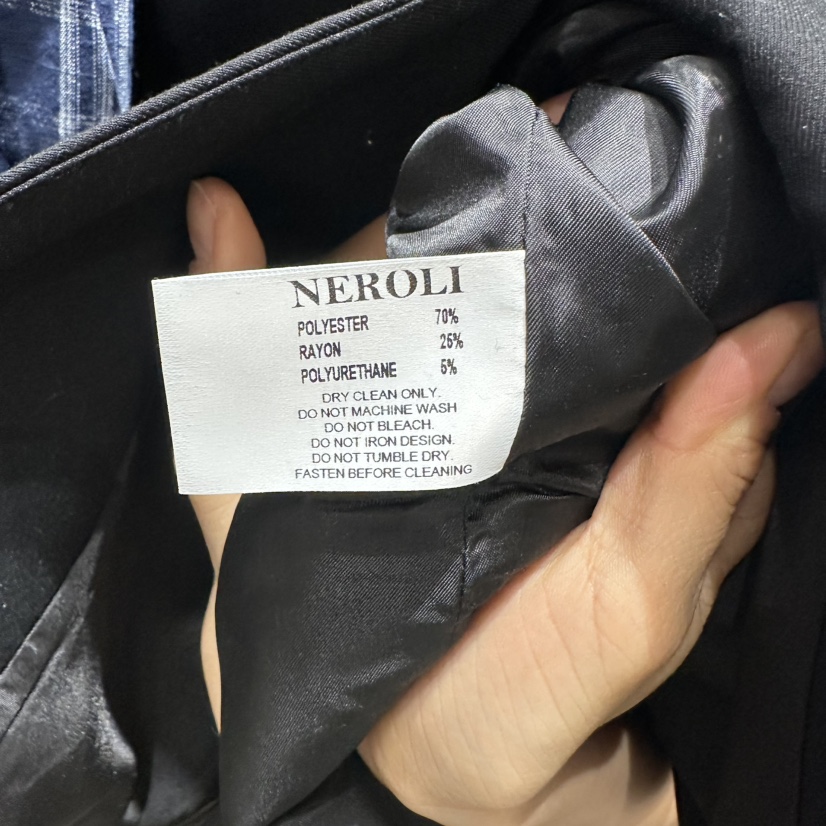 NEROLI
POLYESTER 70%
RAYON 25%
POLYURETHANE 5%
DRY CLEAN ONLY.
DO NOT MACHINE WASH
DO NOT BLEACH.
DO NOT IRON DESIGN.
DO NOT TUMBLE DRY.
FASTEN BEFORE CLEANING